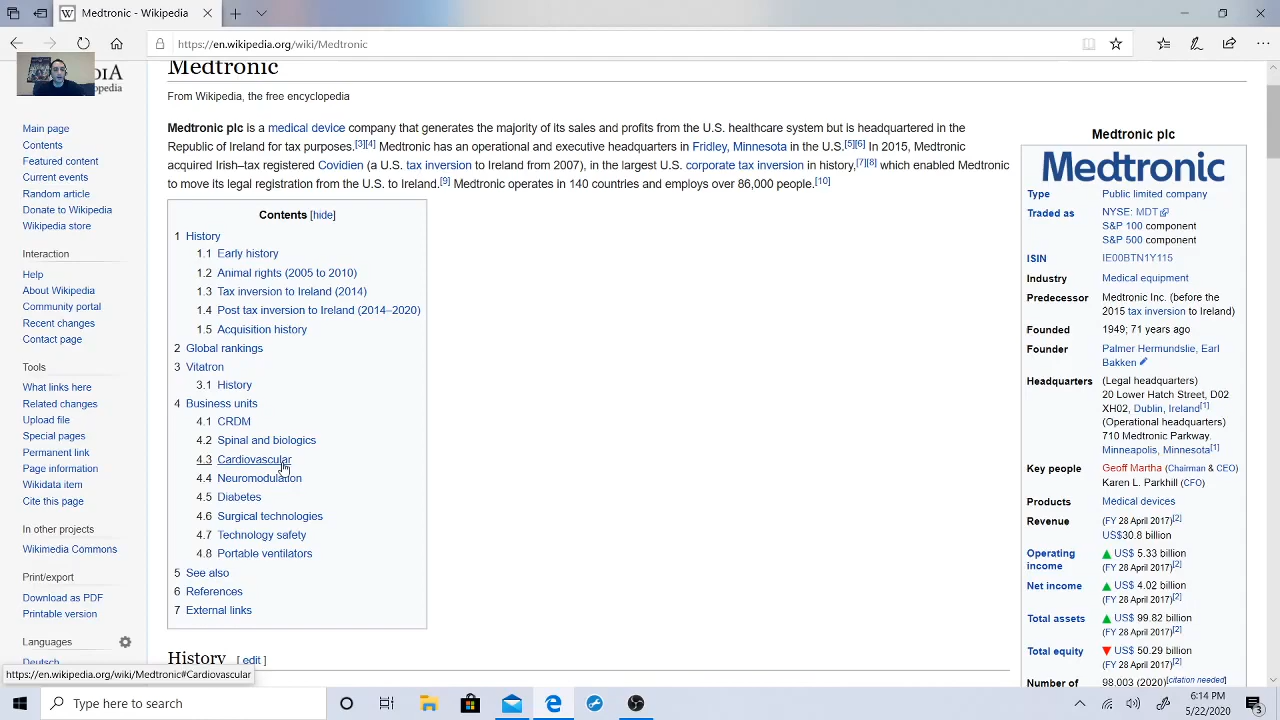 Medtronic - Wikipedia
https://en.wikipedia.org/wiki/Medtronic
Medtronic
From Wikipedia, the free encyclopedia
Medtronic plc is a medical device company that generates the majority of its sales and profits from the U.S. healthcare system but is headquartered in the
Republic of Ireland for tax purposes.[3][4] Medtronic has an operational and executive headquarters in Fridley, Minnesota in the U.S.[5][6] In 2015, Medtronic
acquired Irish–tax registered Covidien (a U.S. tax inversion to Ireland from 2007), in the largest U.S. corporate tax inversion in history,[7][8] which enabled Medtronic
to move its legal registration from the U.S. to Ireland.[9] Medtronic operates in 140 countries and employs over 86,000 people.[10]
Contents [hide]
1 History
1.1 Early history
1.2 Animal rights (2005 to 2010)
1.3 Tax inversion to Ireland (2014)
1.4 Post tax inversion to Ireland (2014–2020)
1.5 Acquisition history
2 Global rankings
3 Vitatron
3.1 History
4 Business units
4.1 CRDM
4.2 Spinal and biologics
4.3 Cardiovascular
4.4 Neuromodulation
4.5 Diabetes
4.6 Surgical technologies
4.7 Technology safety
4.8 Portable ventilators
5 See also
6 References
7 External links
History [ edit ]
Medtronic plc
Medtronic
Type Public limited company
Traded as NYSE: MDT
S&P 100 component
S&P 500 component
ISIN IE00BTN1Y115
Industry Medical equipment
Predecessor Medtronic Inc. (before the
2015 tax inversion to Ireland)
Founded 1949; 71 years ago
Founder Palmer Hermundslie, Earl
Bakken
Headquarters (Legal headquarters)
20 Lower Hatch Street, D02
XH02, Dublin, Ireland[1]
(Operational headquarters)
710 Medtronic Parkway.
Minneapolis, Minnesota[1]
Key people Geoff Martha (Chairman & CEO)
Karen L. Parkhill (CFO)
Products Medical devices
Revenue (FY 28 April 2017)[2]
US$30.8 billion
Operating income ▲ US$ 5.33 billion
(FY 28 April 2017)[2]
Net income ▲ US$ 4.02 billion
(FY 28 April 2017)[2]
Total assets ▲ US$ 99.82 billion
(FY 28 April 2017)[2]
Total equity ▼ US$ 50.29 billion
(FY 28 April 2017)[2]
Number of 98,003 (2020)[citation needed]
Main page
Contents
Featured content
Current events
Random article
Donate to Wikipedia
Wikipedia store
Interaction
Help
About Wikipedia
Community portal
Recent changes
Contact page
Tools
What links here
Related changes
Upload file
Special pages
Permanent link
Page information
Wikidata item
Cite this page
In other projects
Wikimedia Commons
Print/export
Download as PDF
Printable version
Languages
Deutsch
https://en.wikipedia.org/wiki/Medtronic#Cardiovascular
Type here to search
6:14 PM
5/22/2020
3